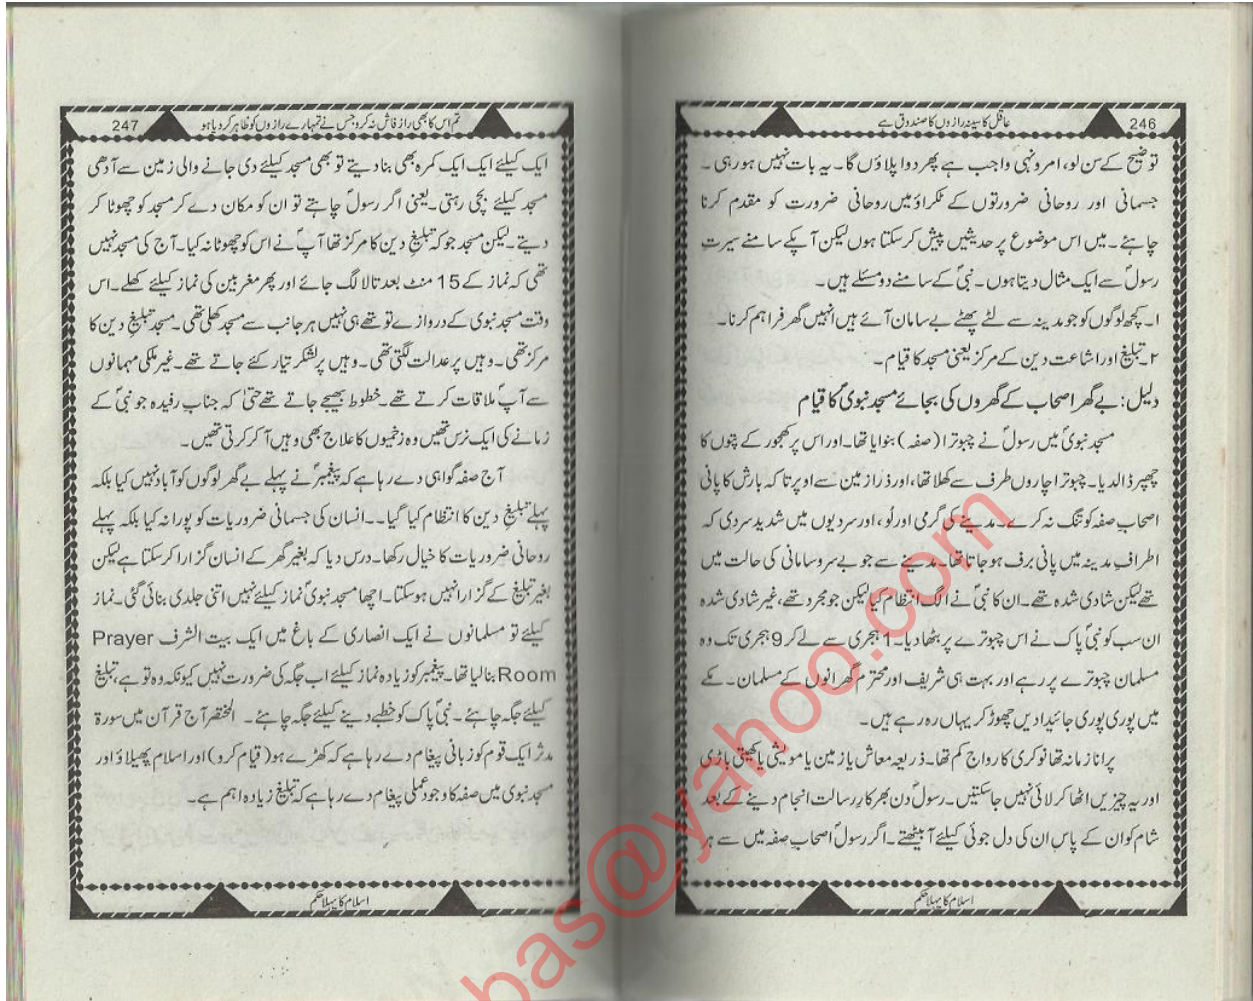 246
عاقل کا سینہ رازوں کا صندوق ہے
توضیح کے سن لو، امر و نہی واجب ہے پھر دوا پلاؤں گا۔ یہ بات نہیں ہو رہی۔
جسمانی اور روحانی ضرورتوں کے ٹکراؤ میں روحانی ضرورت کو مقدم کرنا
چاہئے۔ میں اس موضوع پر حدیثیں پیش کر سکتا ہوں لیکن آپکے سامنے سیرتِ
رسولؐ سے ایک مثال دیتا ہوں۔ نبیؐ کے سامنے دو مسئلے ہیں۔
۱۔ کچھ لوگوں کو جو مدینہ سے لٹے پھٹے بے سامان آئے ہیں انہیں گھر فراہم کرنا۔
۲۔ تبلیغ اور اشاعت دین کے مرکز یعنی مسجد کا قیام۔
دلیل: بے گھر اصحاب کے گھروں کی بجائے مسجد نبویؐ کا قیام
مسجد نبویؐ میں رسولؐ نے چبوترا (صفہ) بنوایا تھا۔ اور اس پر کھجور کے پتوں کا
چھپر ڈالدیا۔ چبوترا چاروں طرف سے کھلا تھا، اور ذرا زمین سے اوپر تا کہ بارش کا پانی
اصحابِ صفہ کو تنگ نہ کرے۔ مدینے کی گرمی اور لُو، اور سردیوں میں شدید سردی کہ
اطرافِ مدینہ میں پانی برف ہو جاتا تھا۔ مدینے سے جو بے سروسامانی کی حالت میں
تھے لیکن شادی شدہ تھے۔ ان کا نبیؐ نے الگ انتظام کیا لیکن جو مجرد تھے، غیر شادی شدہ
ان سب کو نبیؐ پاک نے اس چبوترے پر بٹھا دیا۔ 1 ہجری سے لے کر 9 ہجری تک وہ
مسلمان چبوترے پر رہے اور بہت ہی شریف اور محترم گھرانوں کے مسلمان۔ مکے
میں پوری پوری جائیدادیں چھوڑ کر یہاں رہ رہے ہیں۔
پرانا زمانہ تھا نوکری کا رواج کم تھا۔ ذریعہ معاش یا زمین یا مویشی یا کھیتی باڑی
اور یہ چیزیں اٹھا کر لائی نہیں جا سکتیں۔ رسولؐ دن بھر کارِ رسالت انجام دینے کے بعد
شام کو ان کے پاس ان کی دل جوئی کیلئے آ بیٹھتے۔ اگر رسولؐ اصحابِ صفہ میں سے ہر
اسلام کا پہلا حکم
تم اس کا بھی راز فاش نہ کرو جس نے تمہارے رازوں کو ظاہر کر دیا ہو
247
ایک کیلئے ایک ایک کمرہ بھی بنا دیتے تو بھی مسجد کیلئے دی جانے والی زمین سے آدھی
مسجد کیلئے بچی رہتی۔ یعنی اگر رسولؐ چاہتے تو ان کو مکان دے کر مسجد کو چھوٹا کر
دیتے۔ لیکن مسجد جو کہ تبلیغِ دین کا مرکز تھا آپؐ نے اس کو چھوٹا نہ کیا۔ آج کی مسجد نہیں
تھی کہ نماز کے 15 منٹ بعد تالا لگ جائے اور پھر مغربین کی نماز کیلئے کھلے۔ اس
وقت مسجد نبوی کے دروازے تو تھے ہی نہیں ہر جانب سے مسجد کھلی تھی۔ مسجد تبلیغِ دین کا
مرکز تھی۔ وہیں پر عدالت لگتی تھی۔ وہیں پر لشکر تیار کئے جاتے تھے۔ غیر ملکی مہمانوں
سے آپؐ ملاقات کرتے تھے۔ خطوط بھیجے جاتے تھے حتیٰ کہ جناب رفیدہ جو نبیؐ کے
زمانے کی ایک نرس تھیں وہ زخمیوں کا علاج بھی وہیں آ کر کرتی تھیں۔
آج صفہ گواہی دے رہا ہے کہ پیغمبرؐ نے پہلے بے گھر لوگوں کو آباد نہیں کیا بلکہ
پہلے تبلیغِ دین کا انتظام کیا گیا۔۔ انسان کی جسمانی ضروریات کو پورا نہ کیا بلکہ پہلے
روحانی ضروریات کا خیال رکھا۔ درس دیا کہ بغیر گھر کے انسان گزارا کر سکتا ہے لیکن
بغیر تبلیغ کے گزارا نہیں ہو سکتا۔ اچھا مسجد نبویؐ نماز کیلئے نہیں اتنی جلدی بنائی گئی۔ نماز
کیلئے تو مسلمانوں نے ایک انصاری کے باغ میں ایک بیت الشرف Prayer
Room بنا لیا تھا۔ پیغمبر کو زیادہ نماز کیلئے اب جگہ کی ضرورت نہیں کیونکہ وہ تو ہے، تبلیغ
کیلئے جگہ چاہئے۔ نبیؐ پاک کو خطبے دینے کیلئے جگہ چاہئے۔ المختصر آج قرآن میں سورۃ
مدثر ایک قوم کو زبانی پیغام دے رہا ہے کہ کھڑے ہو (قیام کرو) اور اسلام پھیلاؤ اور
مسجد نبوی میں صفہ کا وجود عملی پیغام دے رہا ہے کہ تبلیغ زیادہ اہم ہے۔
اسلام کا پہلا حکم
bas@yahoo.com